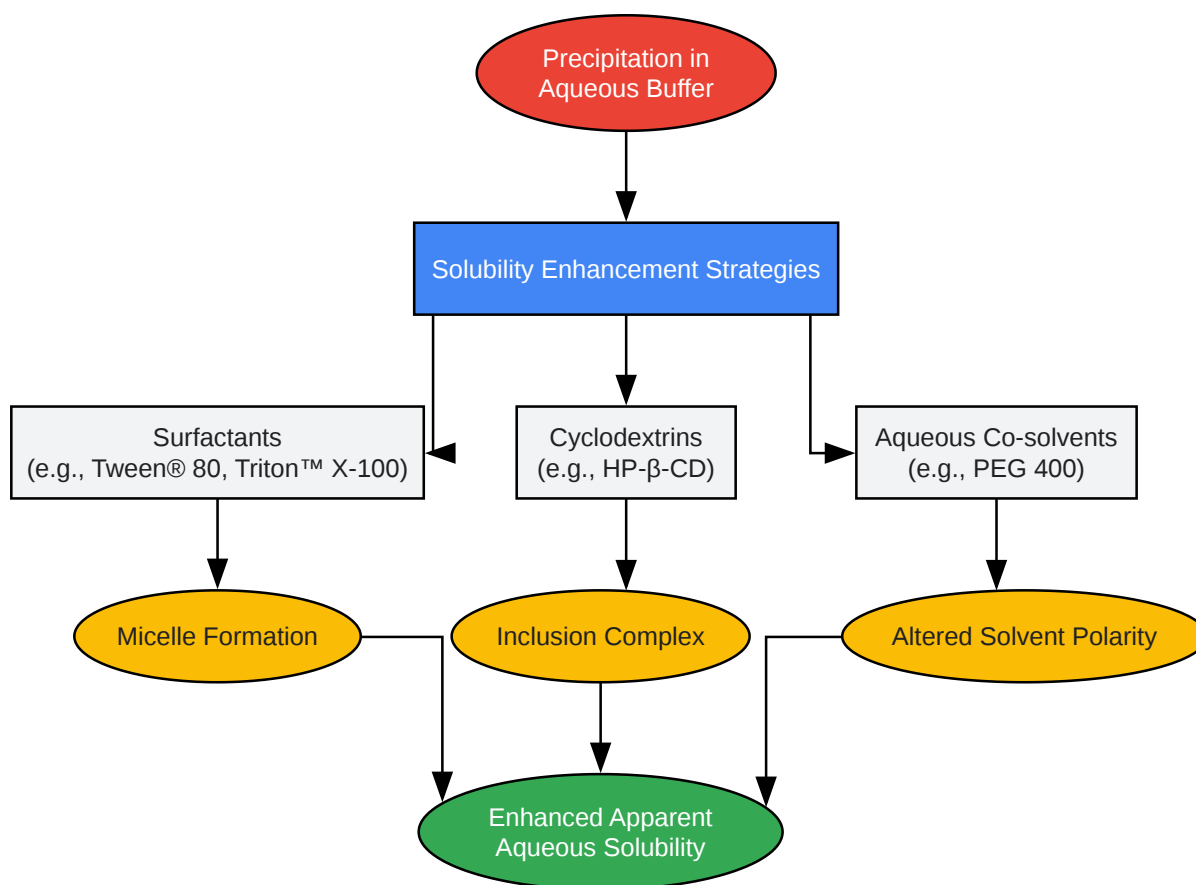 Precipitation in
Aqueous Buffer
Solubility Enhancement Strategies
Surfactants
(e.g., Tween® 80, Triton™ X-100)
Cyclodextrins
(e.g., HP-β-CD)
Aqueous Co-solvents
(e.g., PEG 400)
Micelle Formation
Inclusion Complex
Altered Solvent Polarity
Enhanced Apparent
Aqueous Solubility